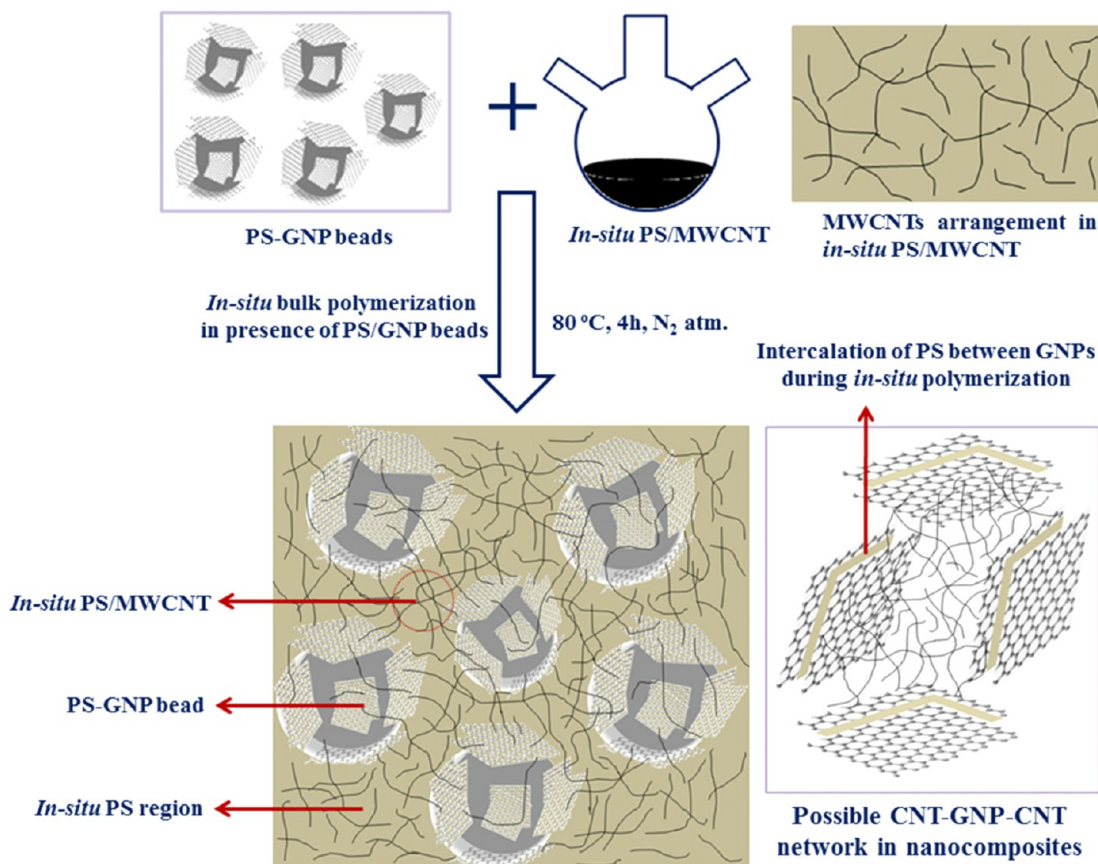 PS-GNP beads
In-situ PS/MWCNT
MWCNTs arrangement in
in-situ PS/MWCNT
In-situ bulk polymerization
in presence of PS/GNP beads
80 °C, 4h, N₂ atm.
Intercalation of PS between GNPs
during in-situ polymerization
In-situ PS/MWCNT
PS-GNP bead
In-situ PS region
Possible CNT-GNP-CNT
network in nanocomposites